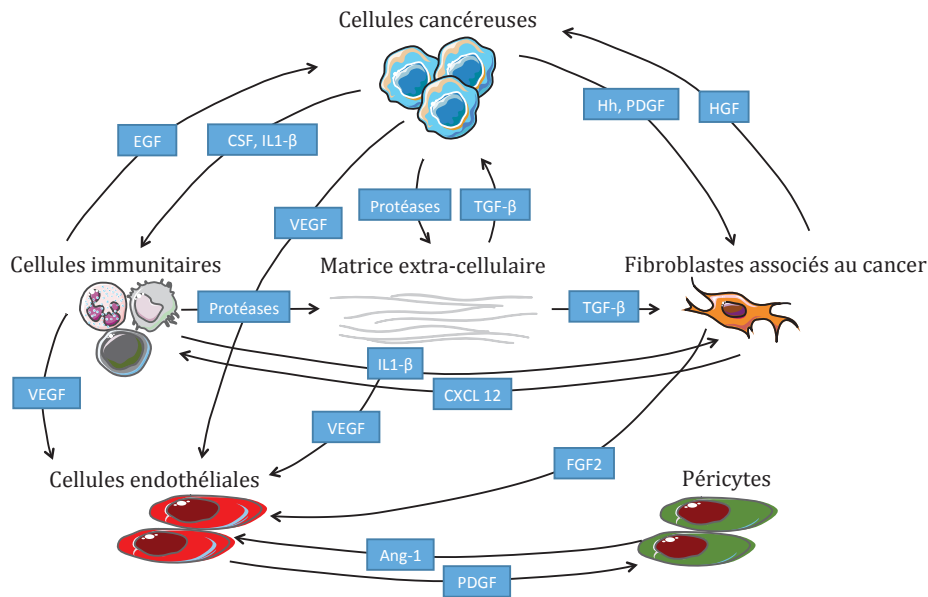 Cellules cancéreuses
Hh, PDGF
HGF
EGF
CSF, IL1-β
Protéases
TGF-β
VEGF
Cellules immunitaires
Matrice extra-cellulaire
Fibroblastes associés au cancer
Protéases
TGF-β
IL1-β
CXCL 12
VEGF
VEGF
FGF2
Cellules endothéliales
Péricytes
Ang-1
PDGF